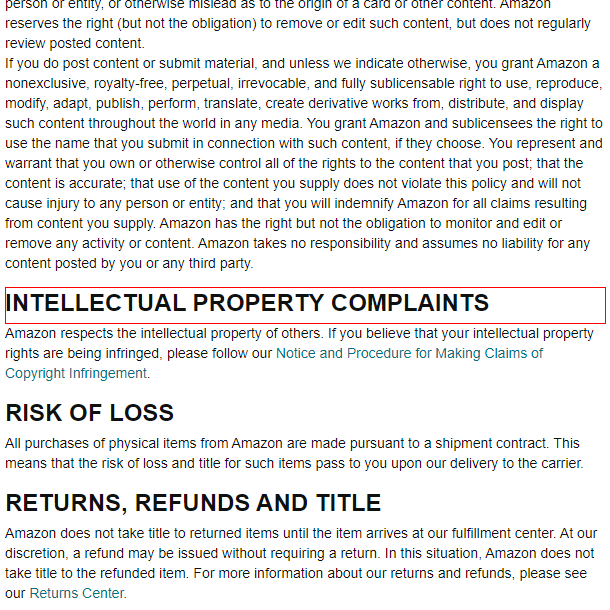 person or entity, or otherwise mislead as to the origin of a card or other content. Amazon
reserves the right (but not the obligation) to remove or edit such content, but does not regularly
review posted content.
If you do post content or submit material, and unless we indicate otherwise, you grant Amazon a
nonexclusive, royalty-free, perpetual, irrevocable, and fully sublicensable right to use, reproduce,
modify, adapt, publish, perform, translate, create derivative works from, distribute, and display
such content throughout the world in any media. You grant Amazon and sublicensees the right to
use the name that you submit in connection with such content, if they choose. You represent and
warrant that you own or otherwise control all of the rights to the content that you post; that the
content is accurate; that use of the content you supply does not violate this policy and will not
cause injury to any person or entity; and that you will indemnify Amazon for all claims resulting
from content you supply. Amazon has the right but not the obligation to monitor and edit or
remove any activity or content. Amazon takes no responsibility and assumes no liability for any
content posted by you or any third party.
INTELLECTUAL PROPERTY COMPLAINTS
Amazon respects the intellectual property of others. If you believe that your intellectual property
rights are being infringed, please follow our Notice and Procedure for Making Claims of
Copyright Infringement.
RISK OF LOSS
All purchases of physical items from Amazon are made pursuant to a shipment contract. This
means that the risk of loss and title for such items pass to you upon our delivery to the carrier.
RETURNS, REFUNDS AND TITLE
Amazon does not take title to returned items until the item arrives at our fulfillment center. At our
discretion, a refund may be issued without requiring a return. In this situation, Amazon does not
take title to the refunded item. For more information about our returns and refunds, please see
our Returns Center.